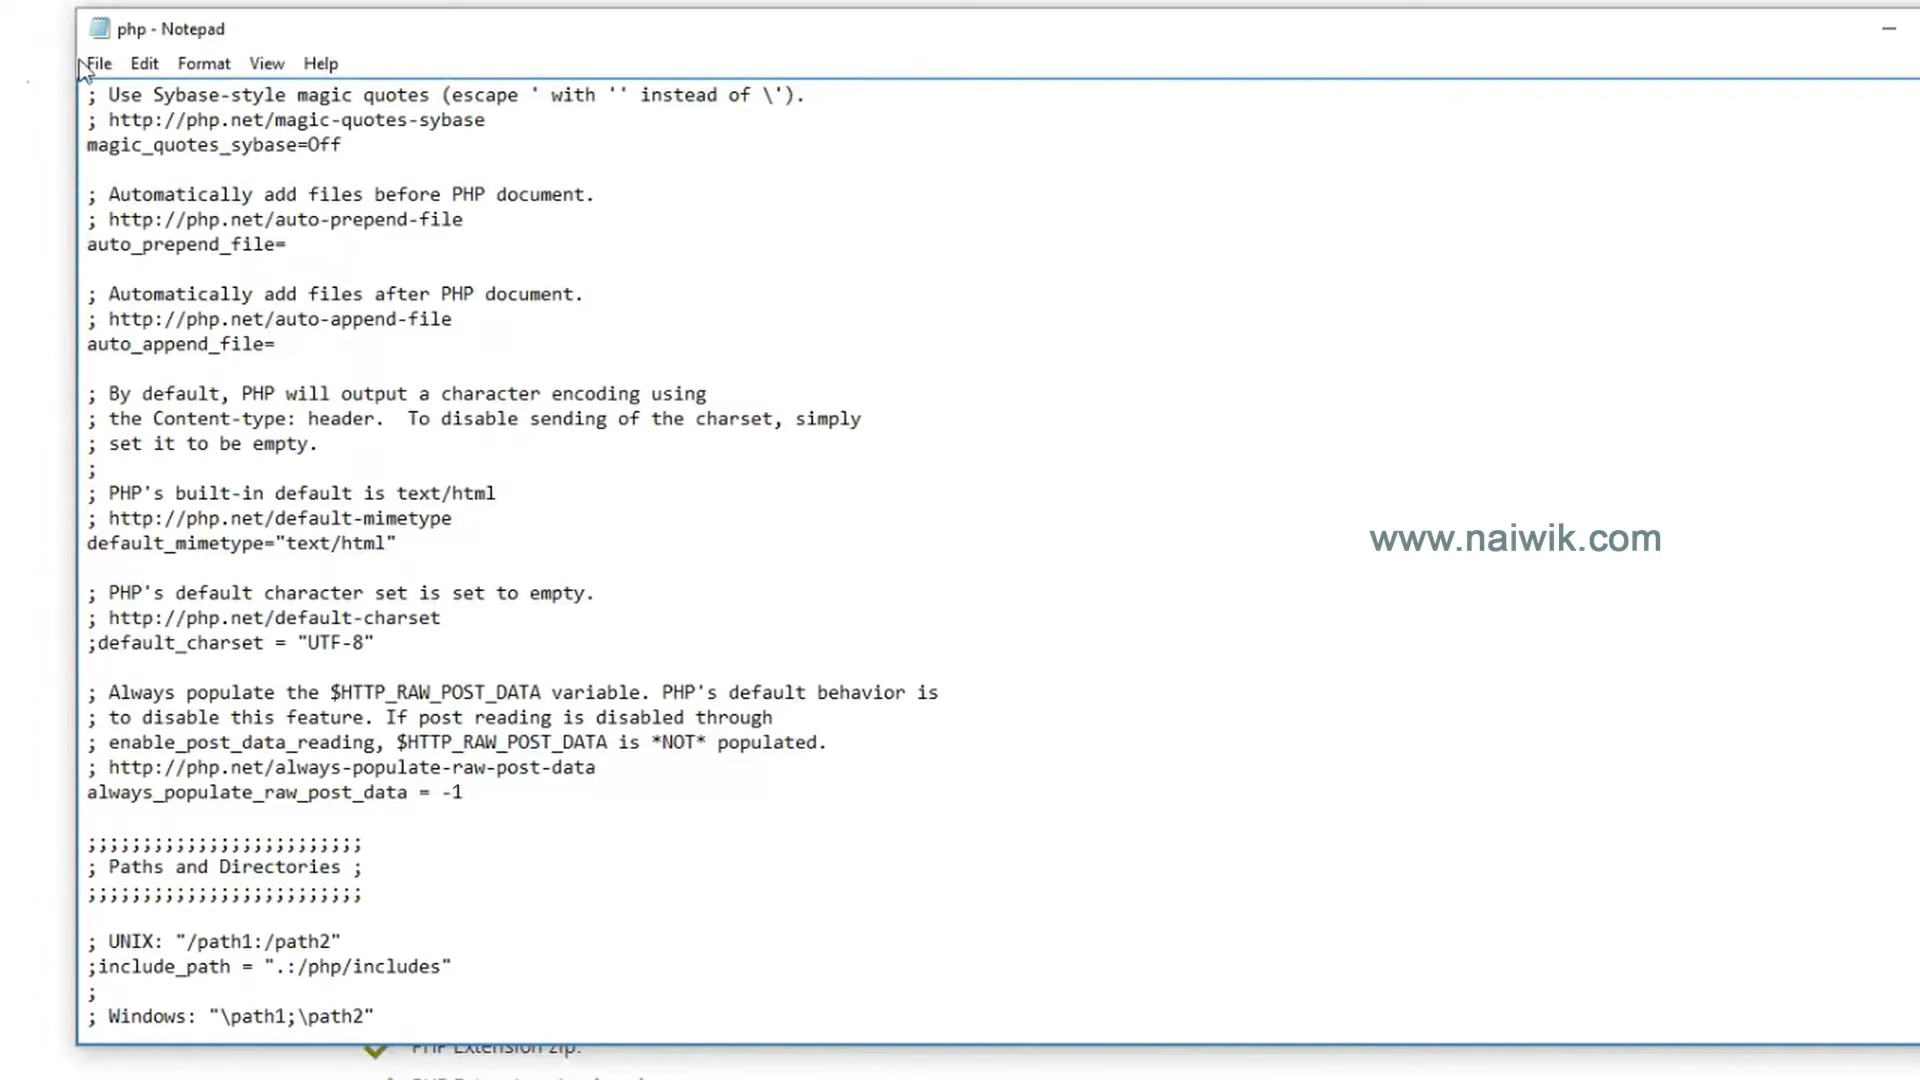 php - Notepad
File Edit Format View Help
; Use Sybase-style magic quotes (escape ' with '' instead of \').
; http://php.net/magic-quotes-sybase
magic_quotes_sybase=Off
; Automatically add files before PHP document.
; http://php.net/auto-prepend-file
auto_prepend_file=
; Automatically add files after PHP document.
; http://php.net/auto-append-file
auto_append_file=
; By default, PHP will output a character encoding using
; the Content-type: header.  To disable sending of the charset, simply
; set it to be empty.
;
; PHP's built-in default is text/html
; http://php.net/default-mimetype
default_mimetype="text/html"
www.naiwik.com
; PHP's default character set is set to empty.
; http://php.net/default-charset
;default_charset = "UTF-8"
; Always populate the $HTTP_RAW_POST_DATA variable. PHP's default behavior is
; to disable this feature. If post reading is disabled through
; enable_post_data_reading, $HTTP_RAW_POST_DATA is *NOT* populated.
; http://php.net/always-populate-raw-post-data
always_populate_raw_post_data = -1
;;;;;;;;;;;;;;;;;;;;;;;;;
; Paths and Directories ;
;;;;;;;;;;;;;;;;;;;;;;;;;
; UNIX: "/path1:/path2"
;include_path = ".:/php/includes"
;
; Windows: "\path1;\path2"
PHP Extension zip: